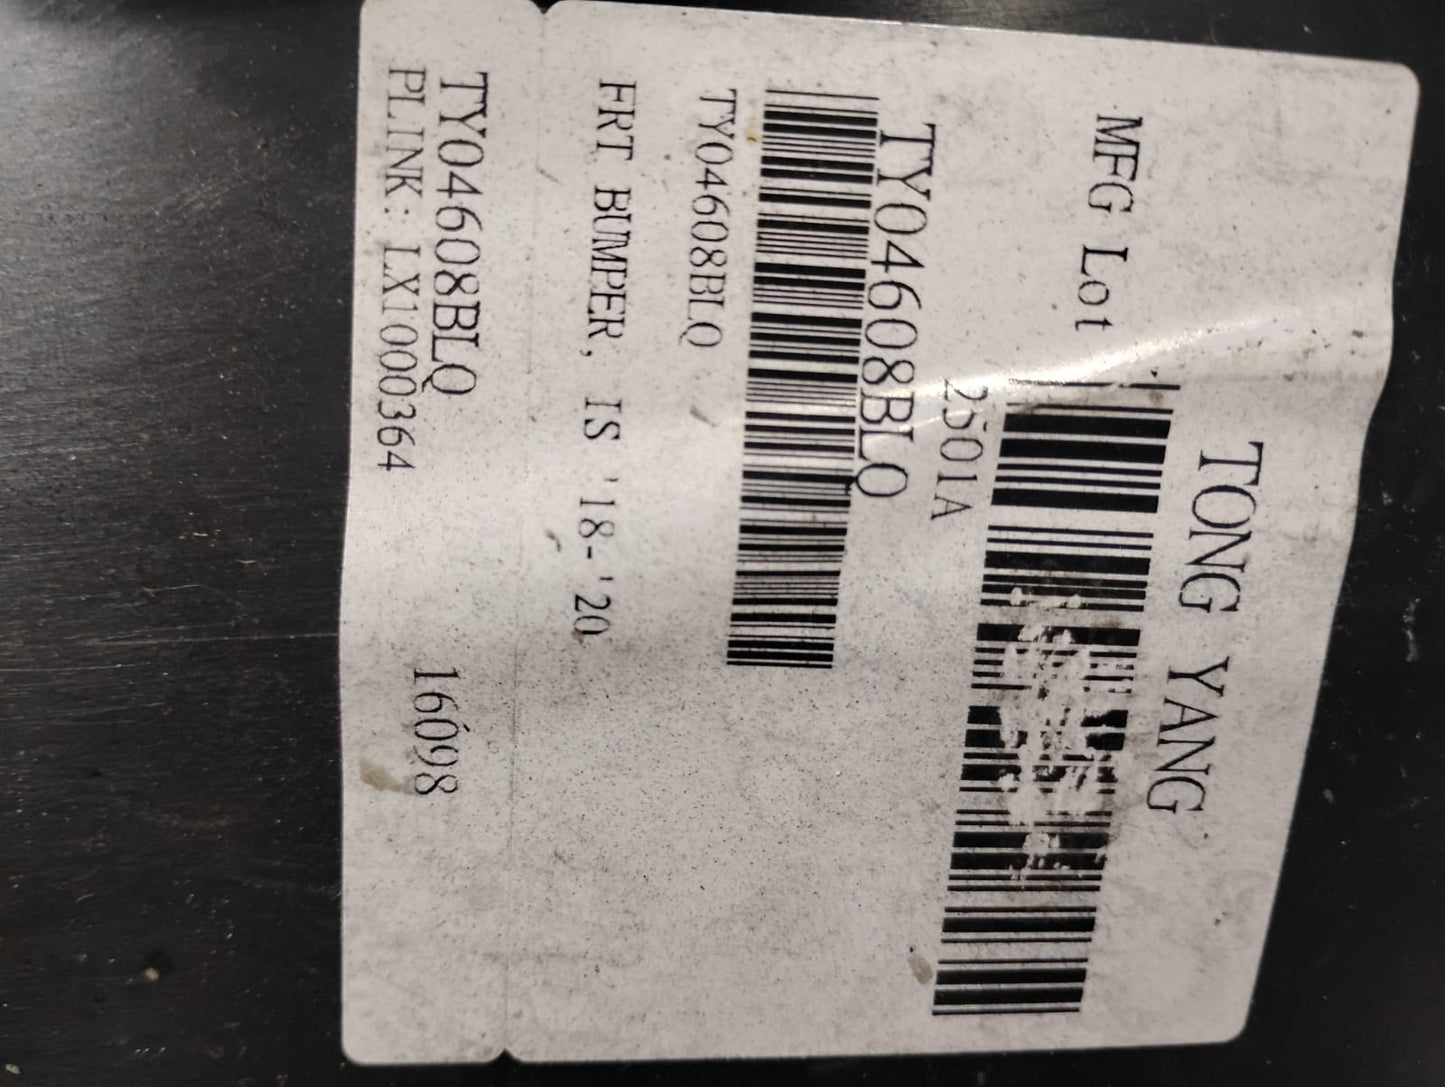 TONG YANG
MFG Lot
2501A
TY04608BLQ
TY04608BLQ
FRT BUMPER, IS '18-'20
TY04608BLQ
16098
PLINK: LX1000364